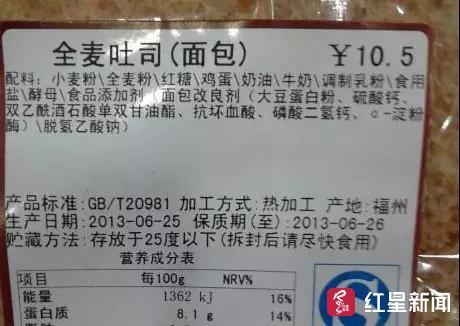 全麦吐司(面包) ￥10.5
配料: 小麦粉\全麦粉\红糖\鸡蛋\奶油\牛奶\调制乳粉\食用
盐\酵母\食品添加剂(面包改良剂(大豆蛋白粉、硫酸钙、
双乙酰酒石酸单双甘油酯、抗坏血酸、磷酸二氢钙、α-淀粉
酶)\脱氢乙酸钠)
产品标准:GB/T20981 加工方式:热加工 产地:福州
生产日期:2013-06-25 保质期(至):2013-06-26
贮藏方法:存放于25度以下(拆封后请尽快食用)
营养成分表
项目 每100g NRV%
能量 1362 kJ 16%
蛋白质 8.1 g 14%
红星新闻